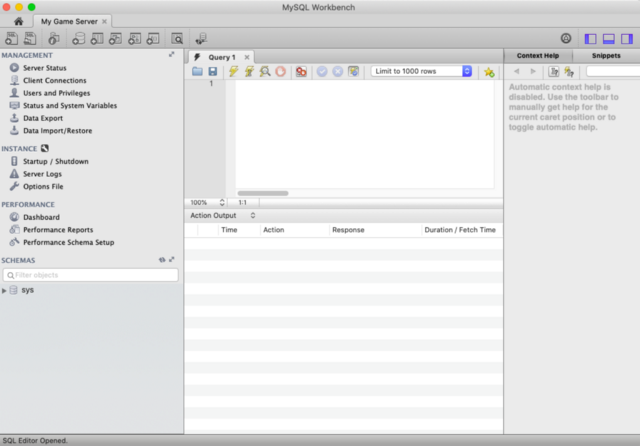 MySQL Workbench
My Game Server
MANAGEMENT
Server Status
Client Connections
Users and Privileges
Status and System Variables
Data Export
Data Import/Restore
INSTANCE
Startup / Shutdown
Server Logs
Options File
PERFORMANCE
Dashboard
Performance Reports
Performance Schema Setup
SCHEMAS
Filter objects
sys
Query 1
Limit to 1000 rows
1
100%
1:1
Action Output
Time Action Response Duration / Fetch Time
Context Help Snippets
Automatic context help is
disabled. Use the toolbar to
manually get help for the
current caret position or to
toggle automatic help.
SQL Editor Opened.